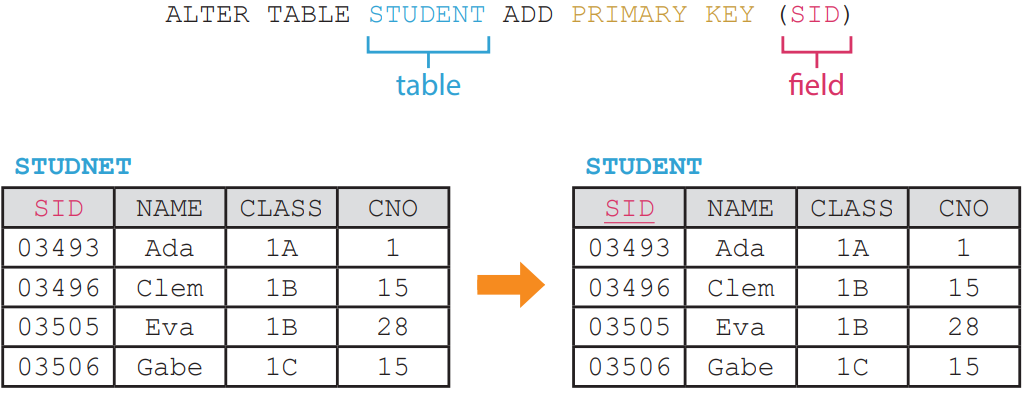 ALTER TABLE STUDENT ADD PRIMARY KEY (SID)
table field
STUDNET
SID NAME CLASS CNO
03493 Ada 1A 1
03496 Clem 1B 15
03505 Eva 1B 28
03506 Gabe 1C 15
STUDENT
SID NAME CLASS CNO
03493 Ada 1A 1
03496 Clem 1B 15
03505 Eva 1B 28
03506 Gabe 1C 15